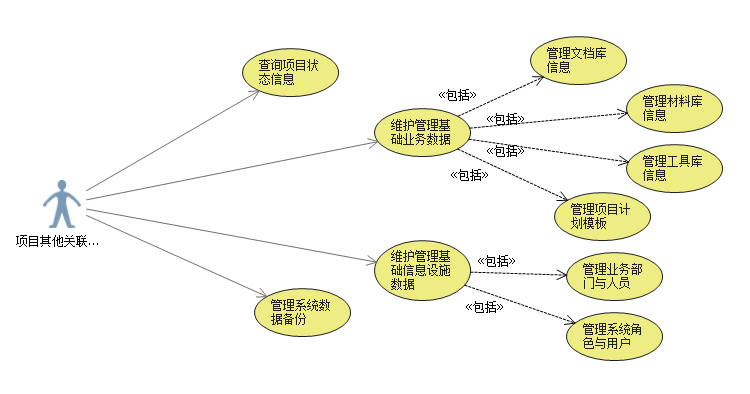 查询项目状
态信息
管理文档库
信息
«包括»
管理材料库
信息
«包括»
维护管理基
础业务数据
«包括»
管理工具库
信息
«包括»
管理项目计
划模板
项目其他关联...
维护管理基
础信息设施
数据
«包括»
管理业务部
门与人员
管理系统数
据备份
«包括»
管理系统角
色与用户